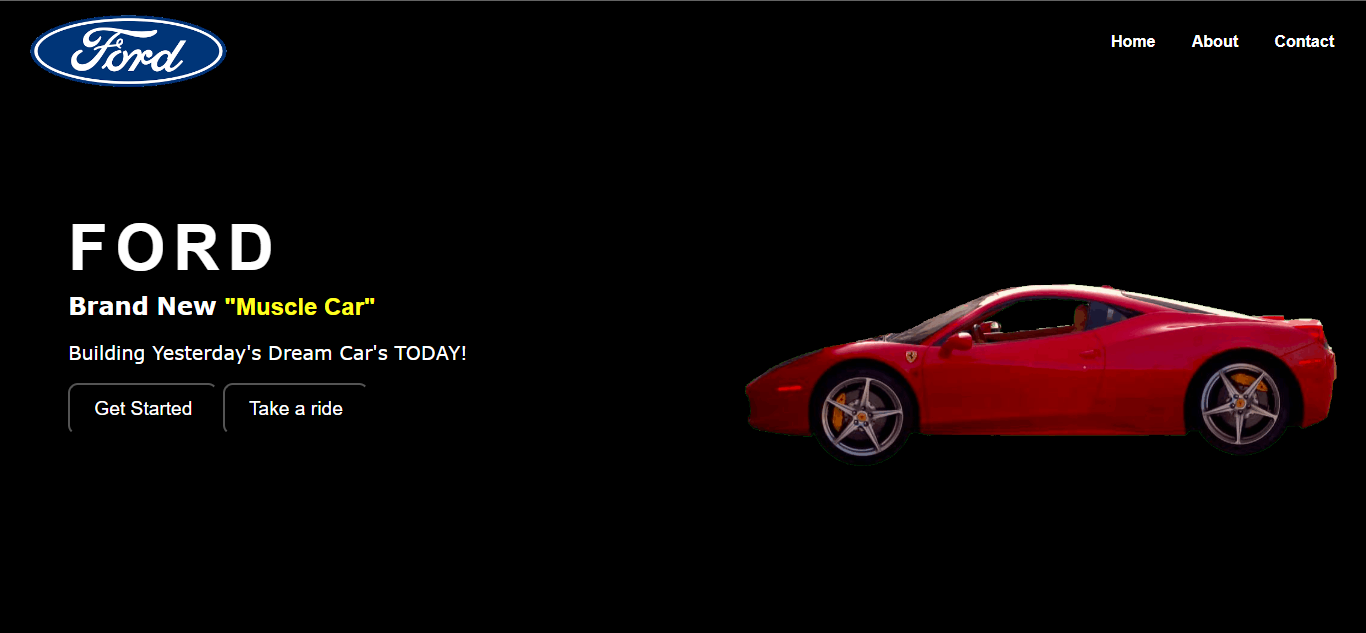 Ford
Home About Contact
FORD
Brand New "Muscle Car"
Building Yesterday's Dream Car's TODAY!
Get Started Take a ride